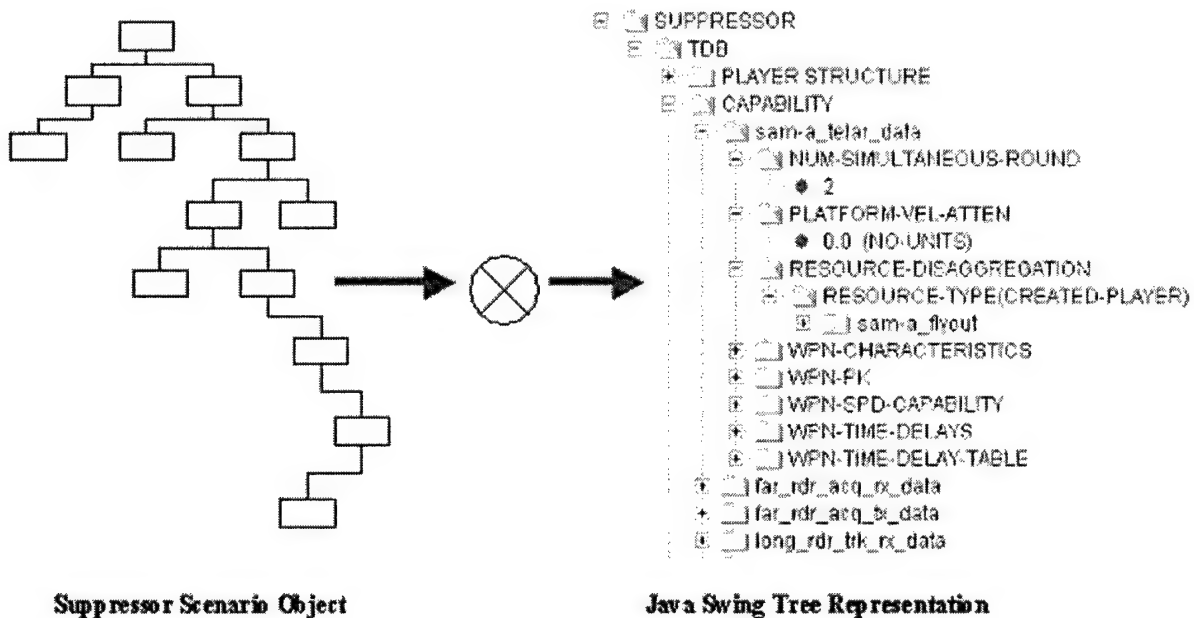 SUPPRESSOR
TDB
PLAYER STRUCTURE
CAPABILITY
sam-a_telar_data
NUM-SIMULTANEOUS-ROUND
2
PLATFORM-VEL-ATTEN
0.0 (NO-UNITS)
RESOURCE-DISAGGREGATION
RESOURCE-TYPE(CREATED-PLAYER)
sam-a_flyout
WPN-CHARACTERISTICS
WPN-PK
WPN-SPD-CAPABILITY
WPN-TIME-DELAYS
WPN-TIME-DELAY-TABLE
far_rdr_acq_rx_data
far_rdr_acq_tx_data
long_rdr_trk_rx_data
Suppressor Scenario Object
Java Swing Tree Representation